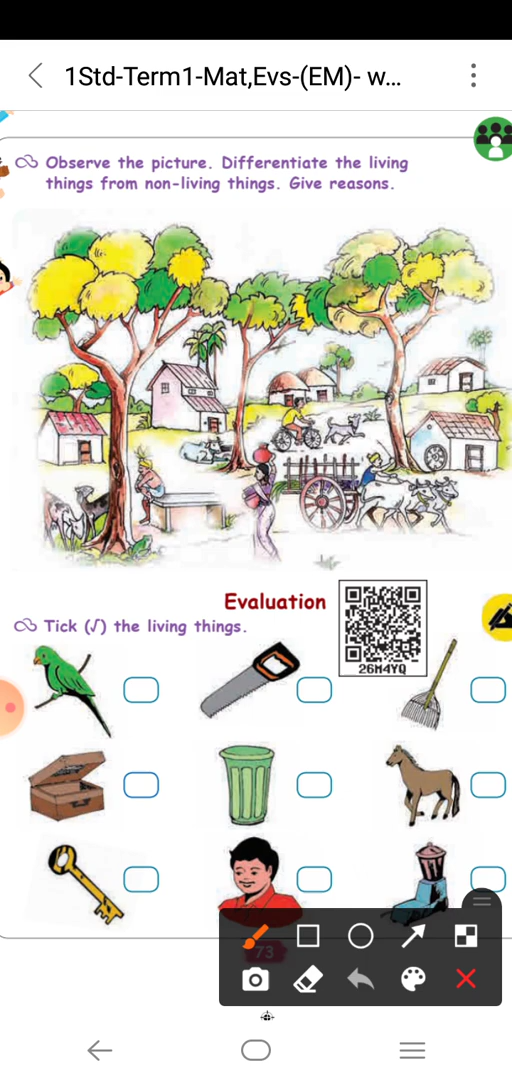 1Std-Term1-Mat,Evs-(EM)- w...
Observe the picture. Differentiate the living
things from non-living things. Give reasons.
Evaluation
Tick (√) the living things.
26M4YQ
73